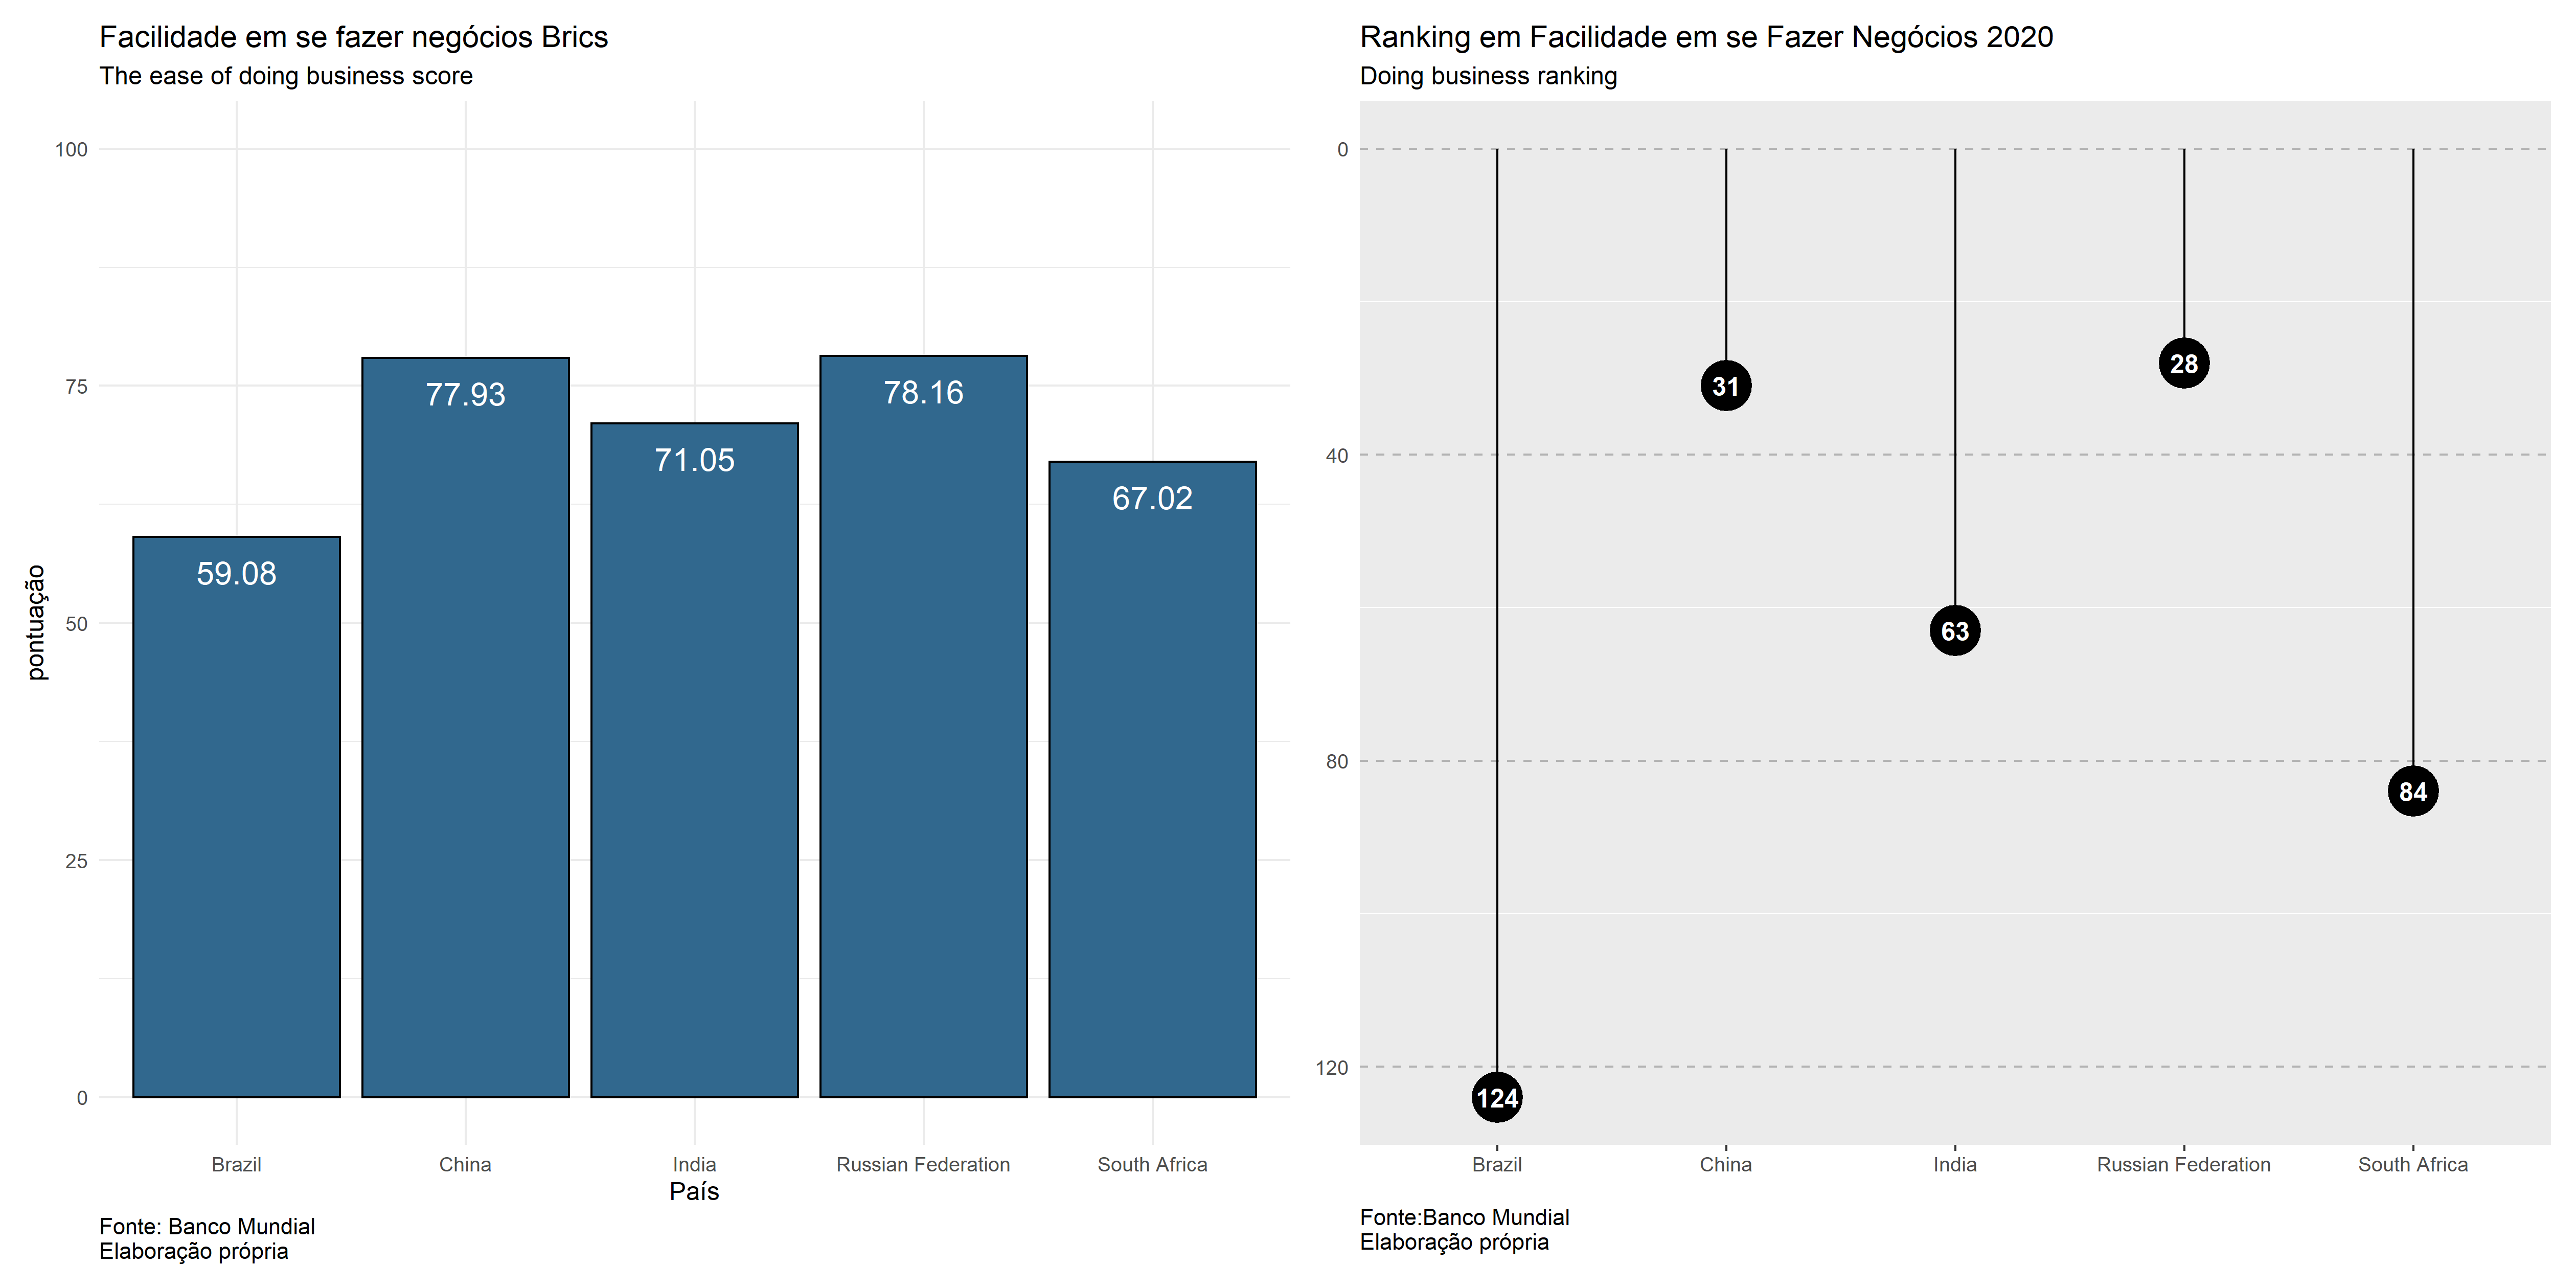 Facilidade em se fazer negócios Brics
The ease of doing business score
100
75
50
25
0
pontuação
59.08
77.93
71.05
78.16
67.02
Brazil
China
India
Russian Federation
South Africa
País
Fonte: Banco Mundial
Elaboração própria
Ranking em Facilidade em se Fazer Negócios 2020
Doing business ranking
0
40
80
120
124
31
63
28
84
Brazil
China
India
Russian Federation
South Africa
Fonte:Banco Mundial
Elaboração própria